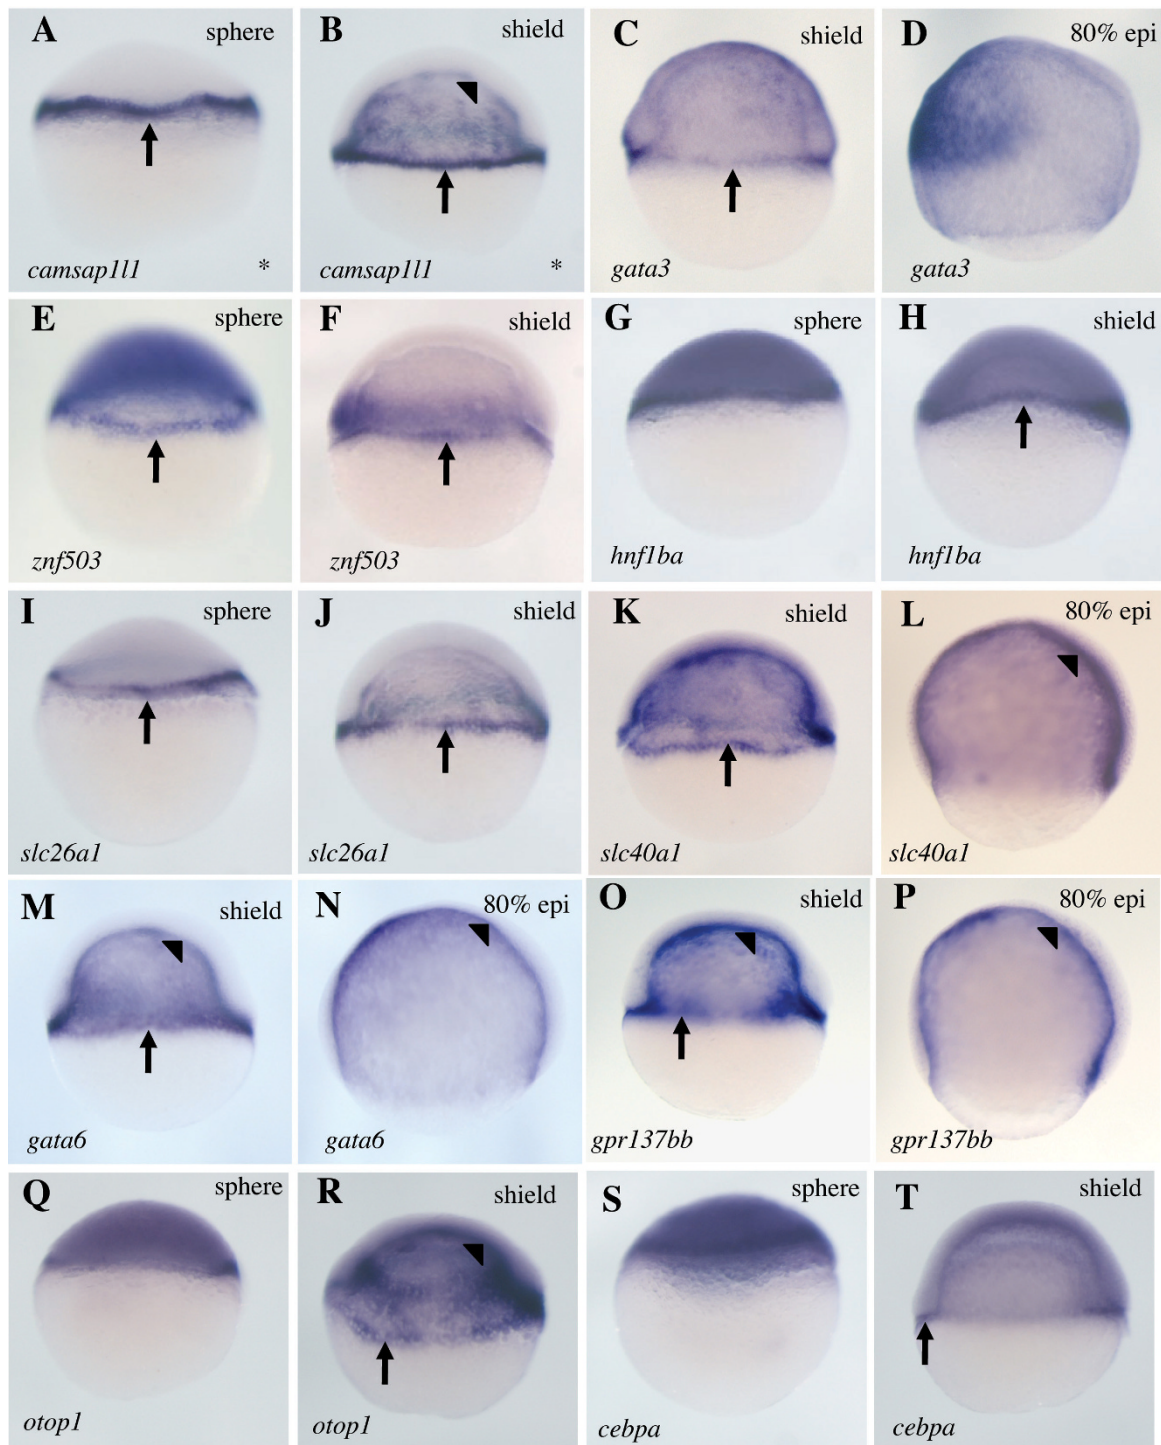 A sphere
camsap1l1 *
B shield
camsap1l1 *
C shield
gata3
D 80% epi
gata3
E sphere
znf503
F shield
znf503
G sphere
hnf1ba
H shield
hnf1ba
I sphere
slc26a1
J shield
slc26a1
K shield
slc40a1
L 80% epi
slc40a1
M shield
gata6
N 80% epi
gata6
O shield
gpr137bb
P 80% epi
gpr137bb
Q sphere
otop1
R shield
otop1
S sphere
cebpa
T shield
cebpa